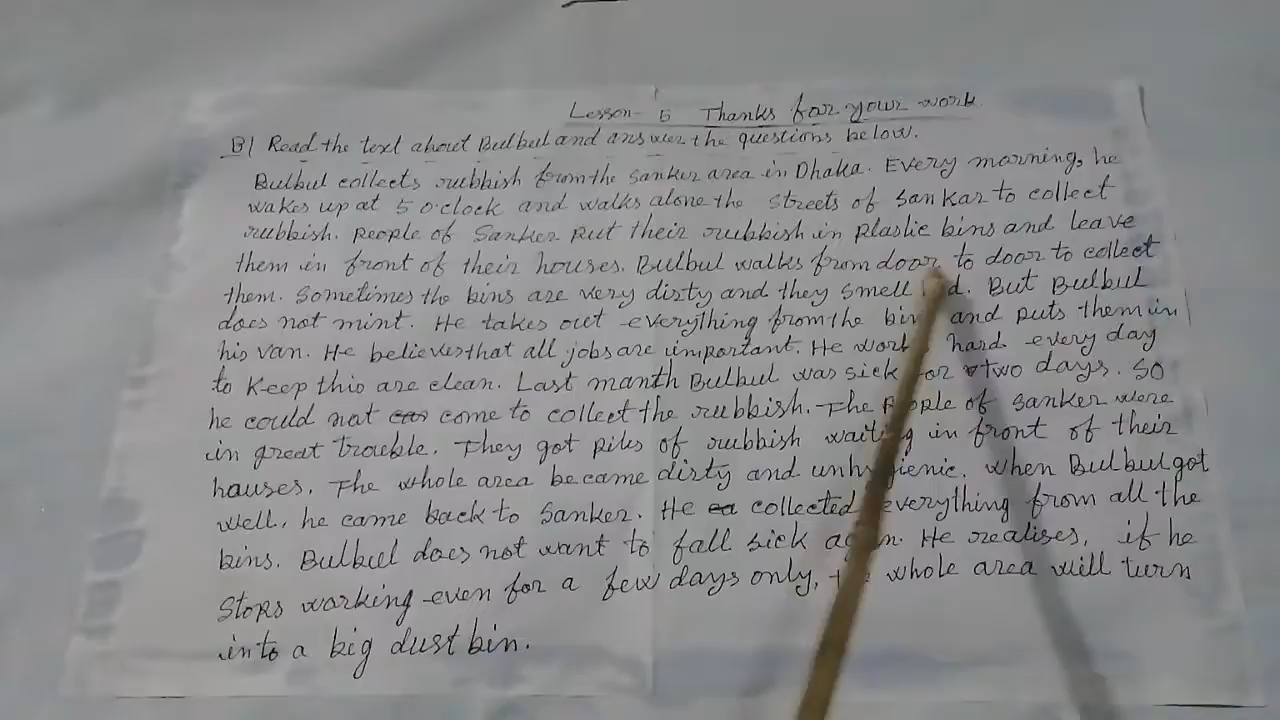 Lesson- 5 Thanks for your work
B1 Read the text about Bulbul and answer the questions below.
Bulbul collects rubbish from the Sanker area in Dhaka. Every morning, he
wakes up at 5 o'clock and walks alone the streets of Sankar to collect
rubbish. People of Sanker put their rubbish in plastic bins and leave
them in front of their houses. Bulbul walks from door to door to collect
them. Sometimes the bins are very dirty and they smell. But Bulbul
does not mint. He takes out everything from the bin and puts them in
his van. He believes that all jobs are important. He work hard every day
to keep this are clean. Last manth Bulbul was sick for two days. So
he could not come to collect the rubbish. The People of Sanker were
in great trouble. They got piles of rubbish waiting in front of their
hauses. The whole area became dirty and unhygienic. When Bulbul got
well, he came back to Sanker. He collected everything from all the
bins. Bulbul does not want to fall sick again. He realises, if he
stops working even for a few days only, whole area will turn
into a big dust bin.